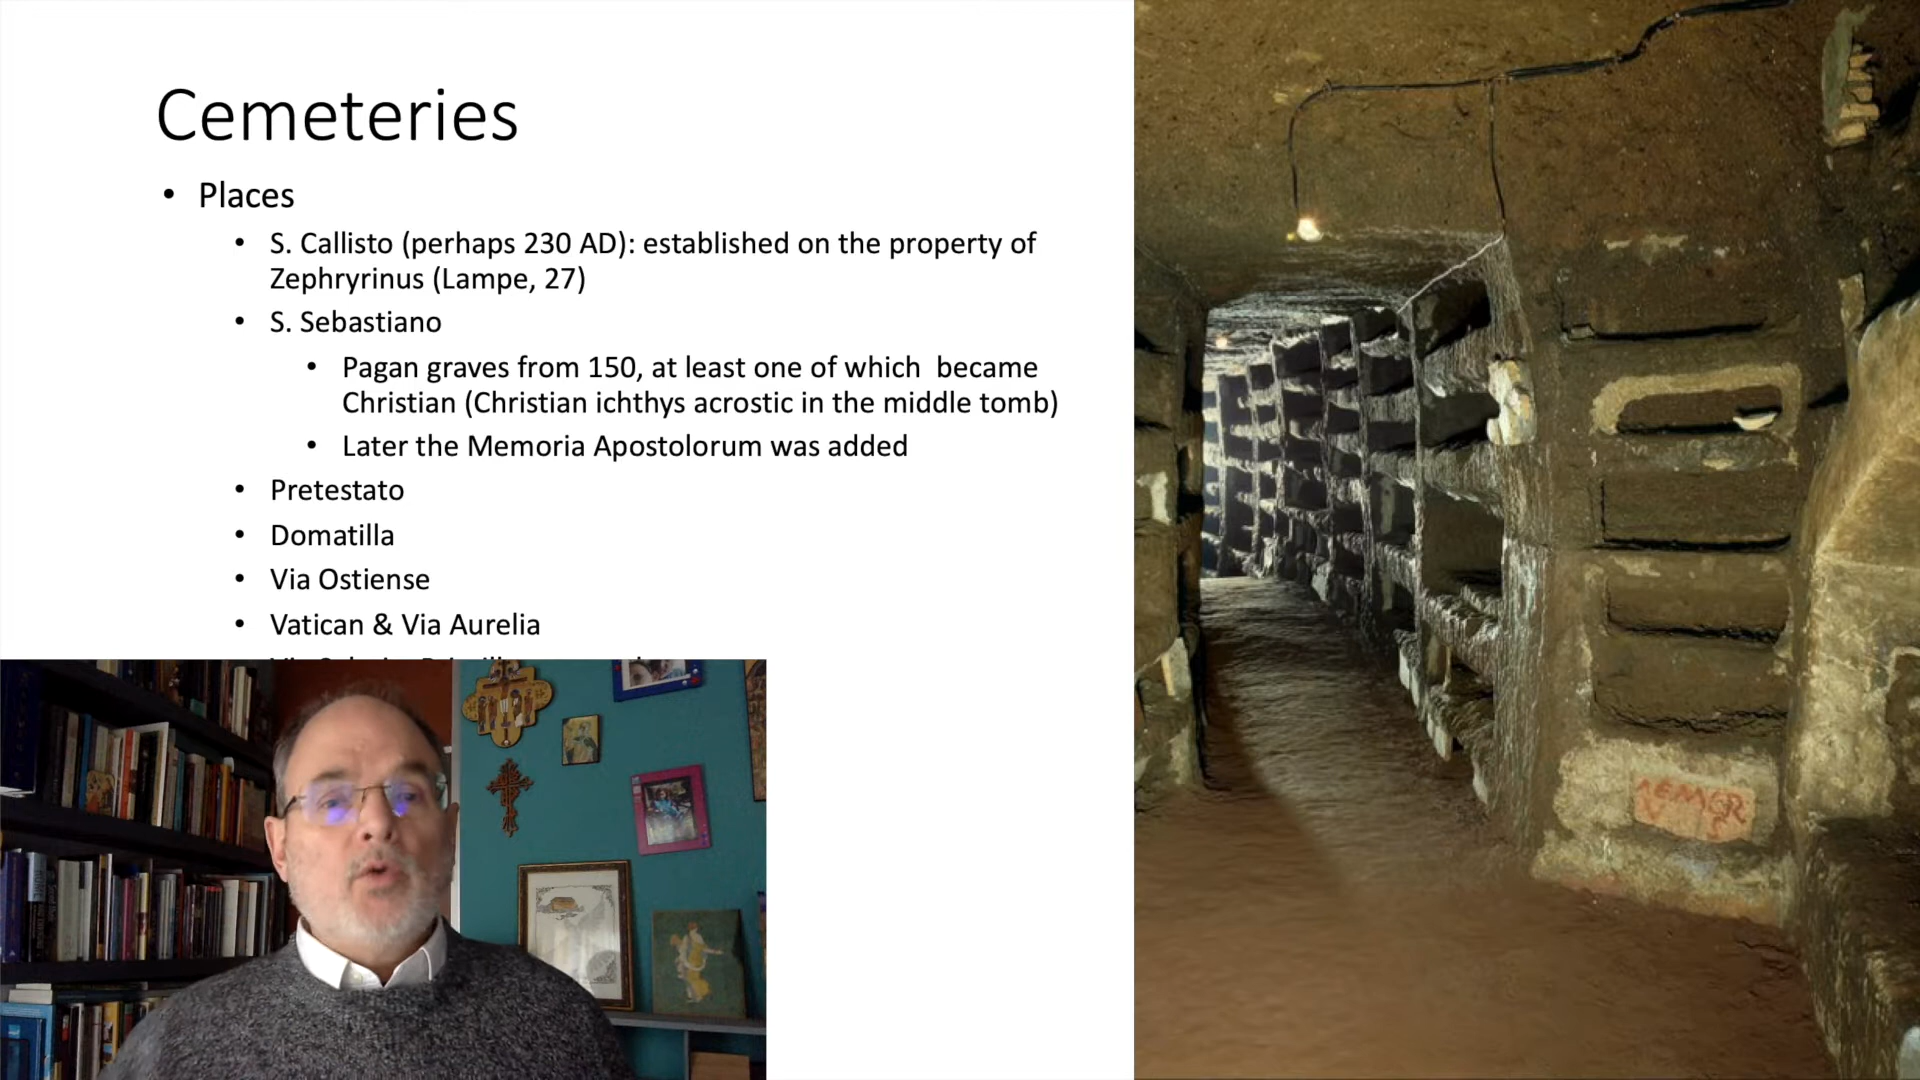 Cemeteries
• Places
• S. Callisto (perhaps 230 AD): established on the property of
Zephryrinus (Lampe, 27)
• S. Sebastiano
• Pagan graves from 150, at least one of which became
Christian (Christian ichthys acrostic in the middle tomb)
• Later the Memoria Apostolorum was added
• Pretestato
• Domatilla
• Via Ostiense
• Vatican & Via Aurelia